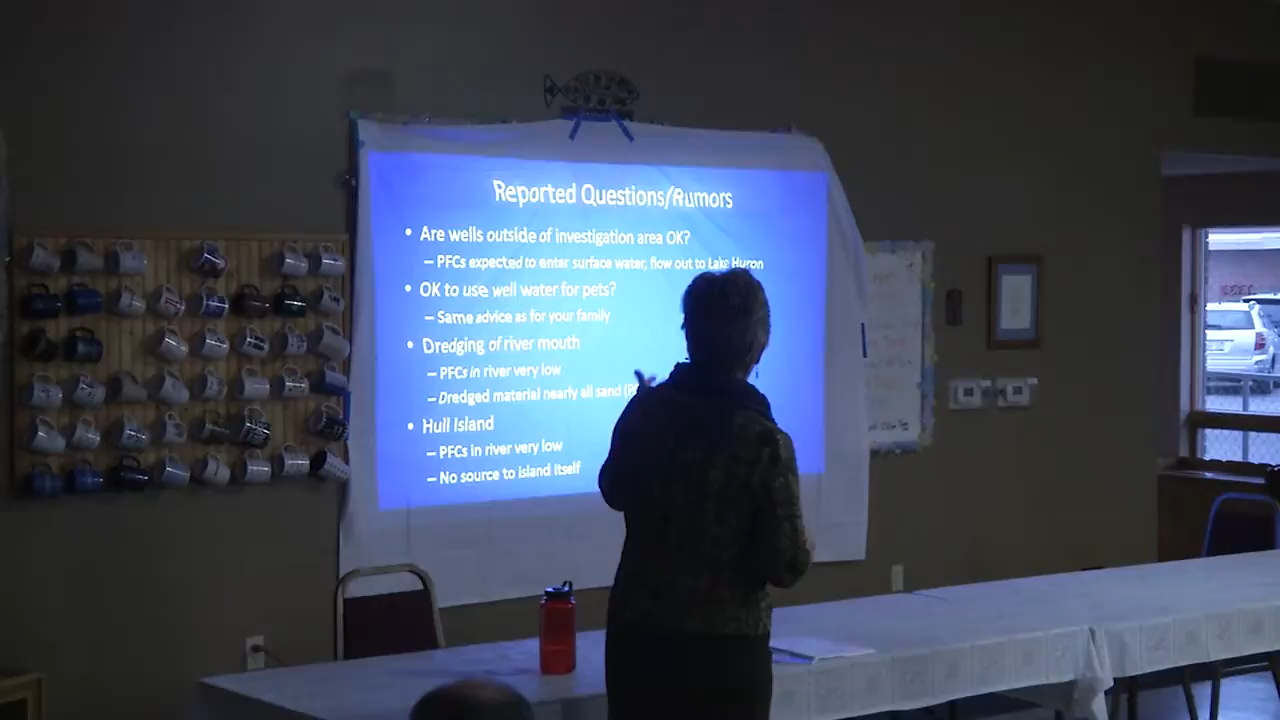 Reported Questions/Rumors
• Are wells outside of investigation area OK?
– PFCs expected to enter surface water, flow out to Lake Huron
• OK to use well water for pets?
– Same advice as for your family
• Dredging of river mouth
– PFCs in river very low
– Dredged material nearly all sand
• Hull Island
– PFCs in river very low
– No source to island itself